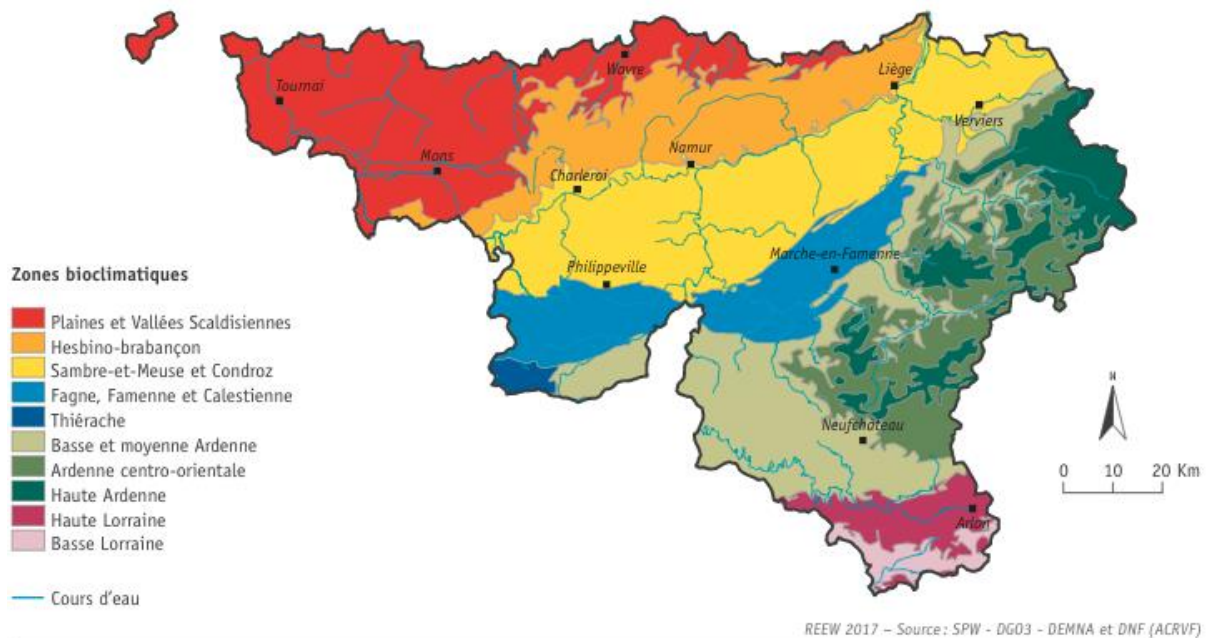 Tournai
Wavre
Liège
Mons
Namur
Verviers
Charleroi
Philippeville
Marche-en-Famenne
Neufchâteau
Arlon
Zones bioclimatiques
Plaines et Vallées Scaldisiennes
Hesbino-brabançon
Sambre-et-Meuse et Condroz
Fagne, Famenne et Calestienne
Thiérache
Basse et moyenne Ardenne
Ardenne centro-orientale
Haute Ardenne
Haute Lorraine
Basse Lorraine
Cours d'eau
N
0 10 20 Km
REEW 2017 – Source : SPW - DGO3 - DEMNA et DNF (ACRVF)